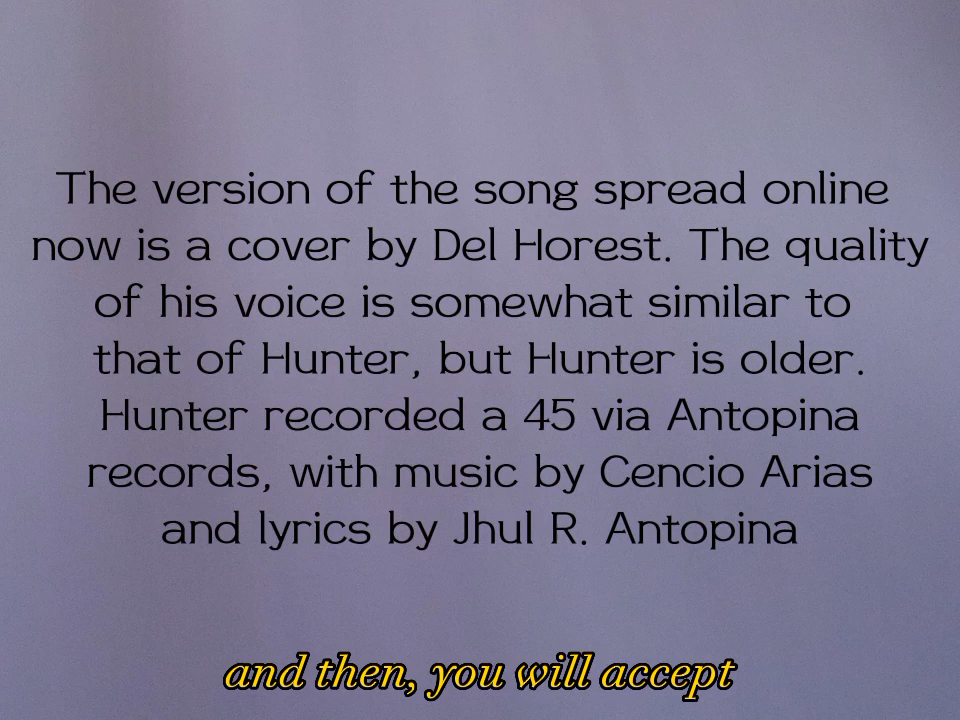 The version of the song spread online
now is a cover by Del Horest. The quality
of his voice is somewhat similar to
that of Hunter, but Hunter is older.
Hunter recorded a 45 via Antopina
records, with music by Cencio Arias
and lyrics by Jhul R. Antopina
and then, you will accept